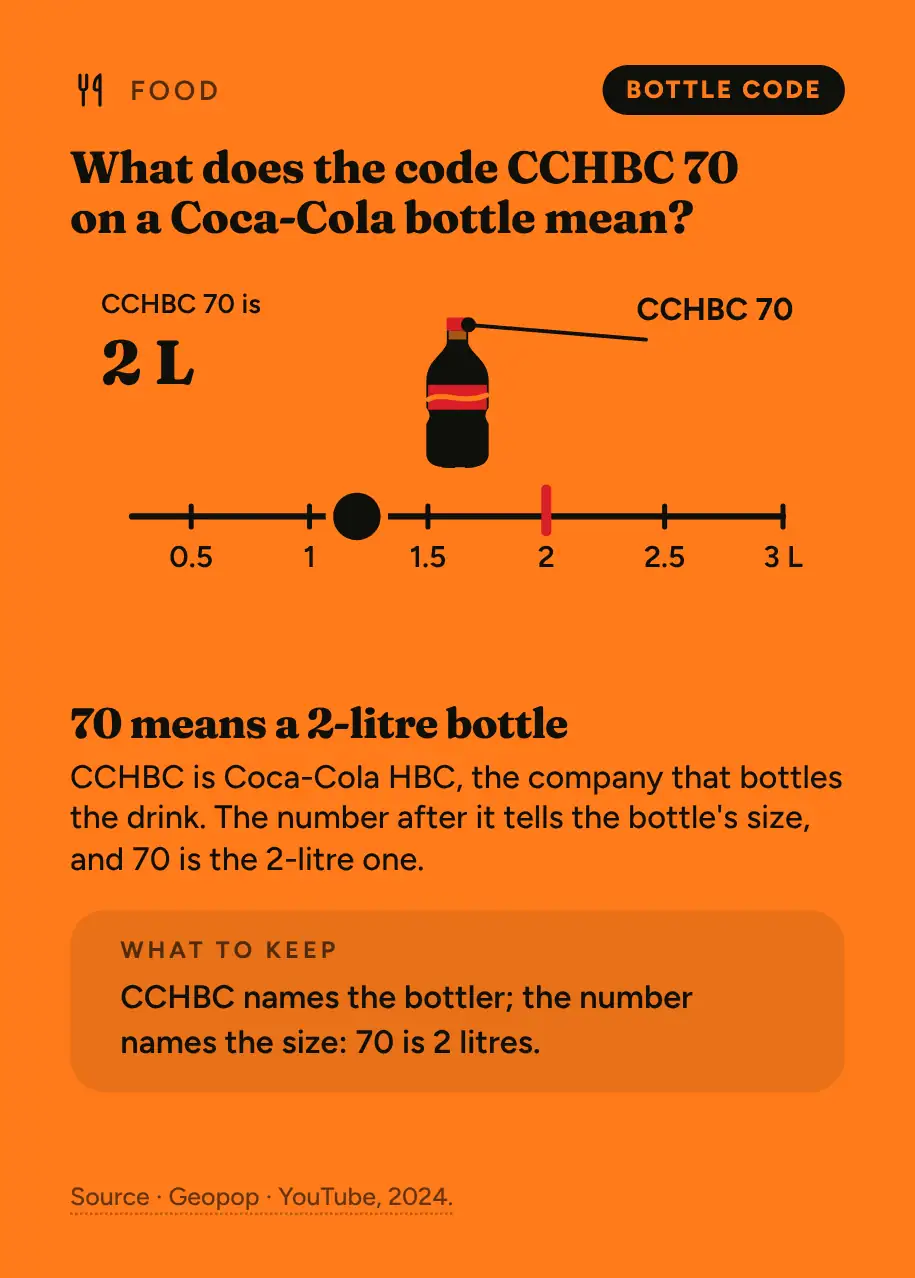 FOOD
BOTTLE CODE
What does the code CCHBC 70
on a Coca-Cola bottle mean?
CCHBC 70 is
2 L
CCHBC 70
0.5 1 1.5 2 2.5 3 L
70 means a 2-litre bottle
CCHBC is Coca-Cola HBC, the company that bottles
the drink. The number after it tells the bottle's size,
and 70 is the 2-litre one.
WHAT TO KEEP
CCHBC names the bottler; the number
names the size: 70 is 2 litres.
Source · Geopop · YouTube, 2024.